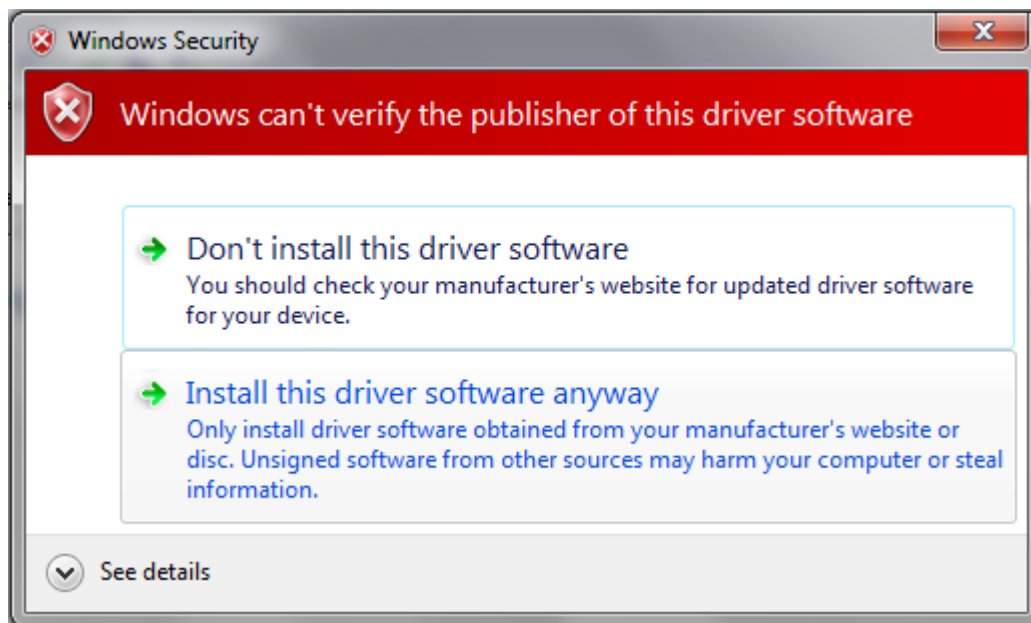 Windows Security
Windows can't verify the publisher of this driver software
Don't install this driver software
You should check your manufacturer's website for updated driver software
for your device.
Install this driver software anyway
Only install driver software obtained from your manufacturer's website or
disc. Unsigned software from other sources may harm your computer or steal
information.
See details